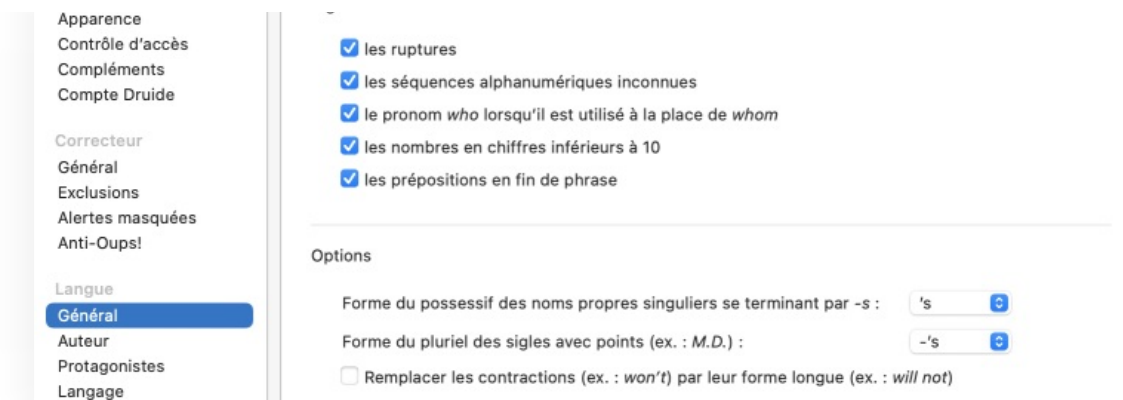 Apparence
Contrôle d'accès
Compléments
Compte Druide
Correcteur
Général
Exclusions
Alertes masquées
Anti-Oups!
Langue
Général
Auteur
Protagonistes
Langage
les ruptures
les séquences alphanumériques inconnues
le pronom who lorsqu'il est utilisé à la place de whom
les nombres en chiffres inférieurs à 10
les prépositions en fin de phrase
Options
Forme du possessif des noms propres singuliers se terminant par -s : 's
Forme du pluriel des sigles avec points (ex. : M.D.) : -'s
Remplacer les contractions (ex. : won't) par leur forme longue (ex. : will not)